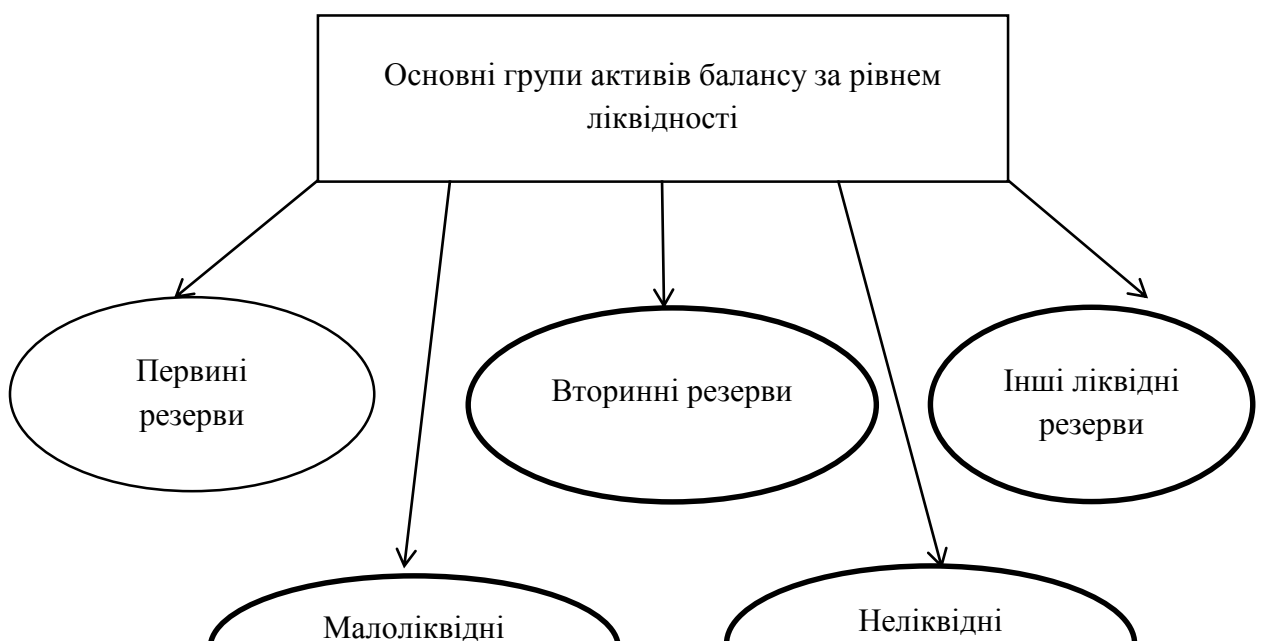 Основні групи активів балансу за рівнем
ліквідності
Первині
резерви
Вторинні резерви
Інші ліквідні
резерви
Малоліквідні
Неліквідні